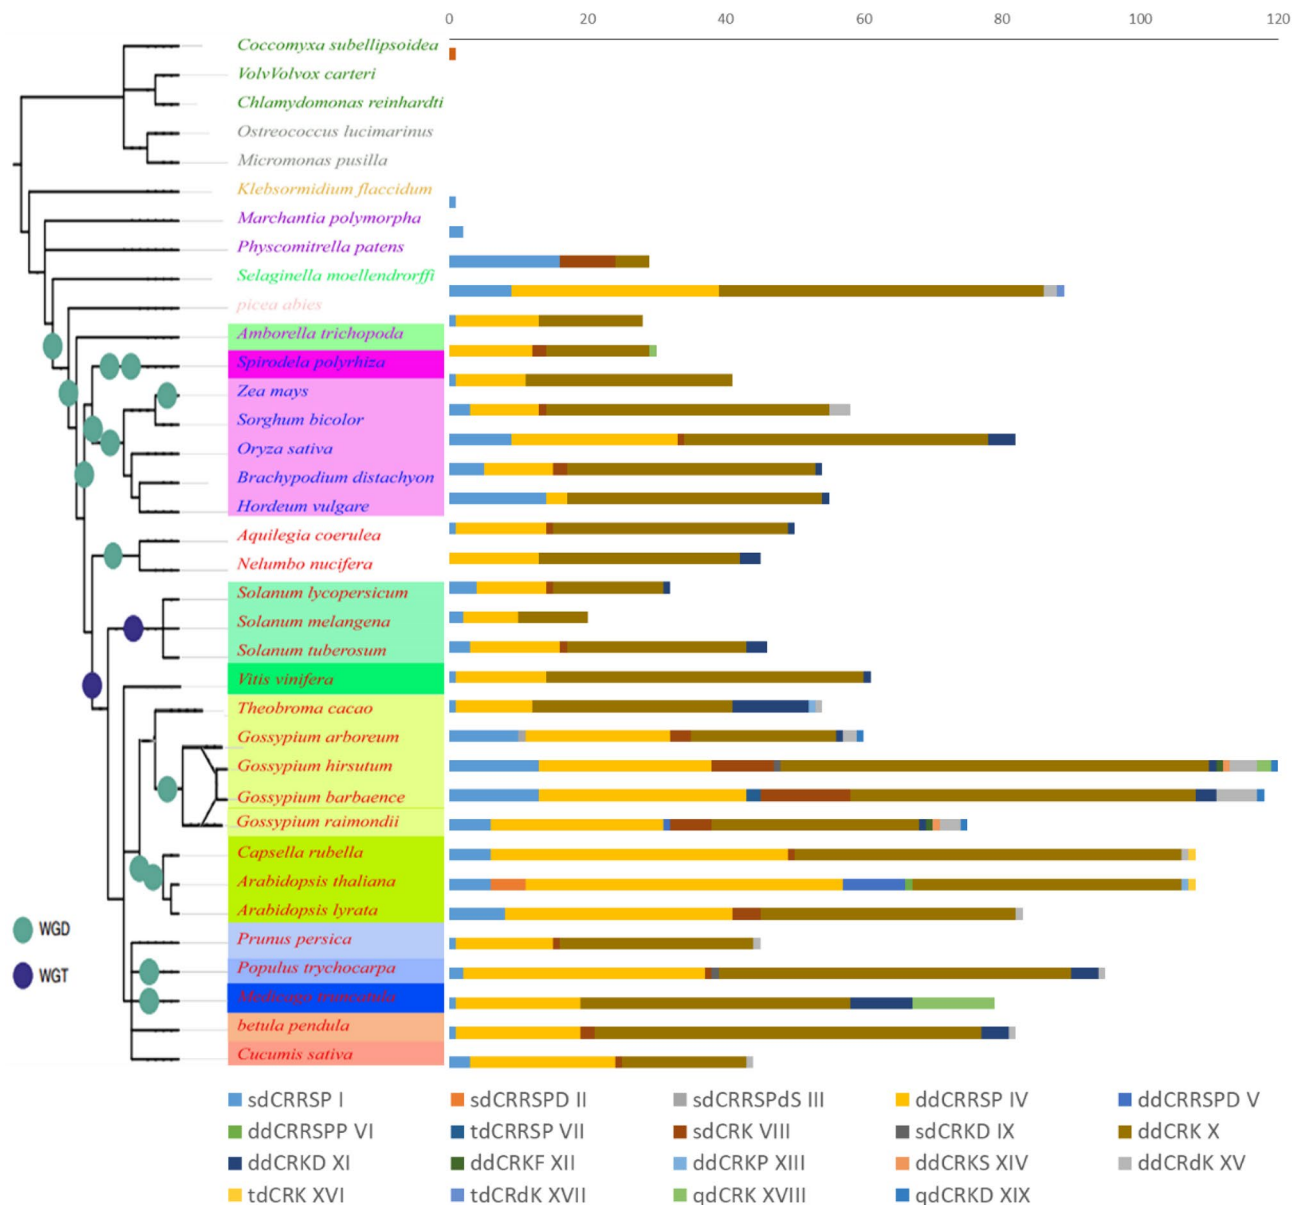 0 20 40 60 80 100 120
Coccomyxa subellipsoidea
VolvVolvox carteri
Chlamydomonas reinhardti
Ostreococcus lucimarinus
Micromonas pusilla
Klebsormidium flaccidum
Marchantia polymorpha
Physcomitrella patens
Selaginella moellendrorffi
picea abies
Amborella trichopoda
Spirodela polyrhiza
Zea mays
Sorghum bicolor
Oryza sativa
Brachypodium distachyon
Hordeum vulgare
Aquilegia coerulea
Nelumbo nucifera
Solanum lycopersicum
Solanum melangena
Solanum tuberosum
Vitis vinifera
Theobroma cacao
Gossypium arboreum
Gossypium hirsutum
Gossypium barbaence
Gossypium raimondii
Capsella rubella
Arabidopsis thaliana
Arabidopsis lyrata
Prunus persica
Populus trychocarpa
Medicago truncatula
betula pendula
Cucumis sativa
WGD
WGT
sdCRRSP I sdCRRSPD II sdCRRSPdS III ddCRRSP IV ddCRRSPD V
ddCRRSPP VI tdCRRSP VII sdCRK VIII sdCRKD IX ddCRK X
ddCRKD XI ddCRKF XII ddCRKP XIII ddCRKS XIV ddCRdK XV
tdCRK XVI tdCRdK XVII qdCRK XVIII qdCRKD XIX